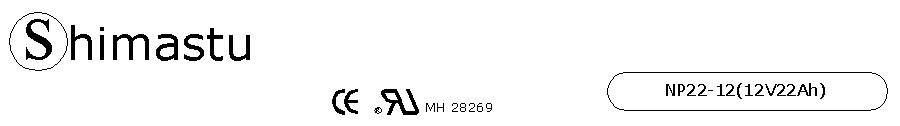 Shimastu
NP22-12(12V22Ah)
CE ®RU MH 28269